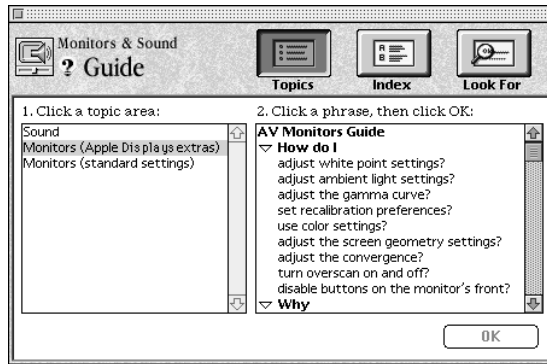 Monitors & Sound
? Guide
Topics
Index
Look For
1. Click a topic area:
Sound
Monitors (Apple Displays extras)
Monitors (standard settings)
2. Click a phrase, then click OK:
AV Monitors Guide
How do I
adjust white point settings?
adjust ambient light settings?
adjust the gamma curve?
set recalibration preferences?
use color settings?
adjust the screen geometry settings?
adjust the convergence?
turn overscan on and off?
disable buttons on the monitor's front?
Why
OK